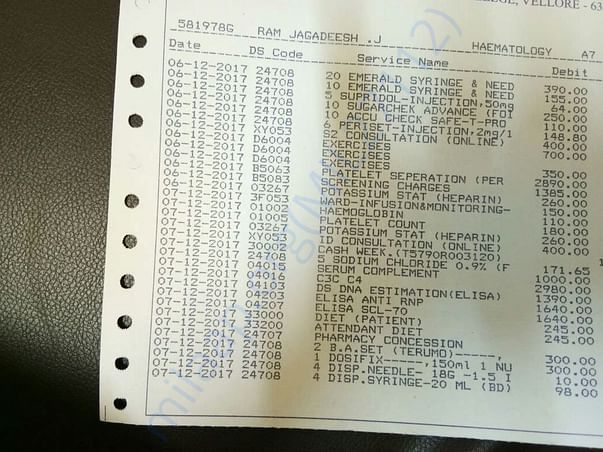 LLEGE, VELLORE - 63
581978G RAM JAGADEESH .J HAEMATOLOGY A7
Date DS Code Service Name Debit
06-12-2017 24708 20 EMERALD SYRINGE & NEED 390.00
06-12-2017 24708 10 EMERALD SYRINGE & NEED 155.00
06-12-2017 24708 5 SUPRIDOL-INJECTION,50mg 64.00
06-12-2017 24708 10 SUGARCHEK ADVANCE (FOI 250.00
06-12-2017 24708 10 ACCU CHECK SAFE-T-PRO 110.00
06-12-2017 24708 6 PERISET-INJECTION,2mg/1 148.80
06-12-2017 XY053 S2 CONSULTATION (ONLINE) 400.00
06-12-2017 D6004 EXERCISES 700.00
06-12-2017 D6004 EXERCISES
06-12-2017 D6004 EXERCISES 350.00
06-12-2017 B5063 PLATELET SEPERATION (PER 2890.00
06-12-2017 B5083 SCREENING CHARGES 1385.00
06-12-2017 03267 POTASSIUM STAT (HEPARIN) 260.00
07-12-2017 3F053 WARD-INFUSION&MONITORING- 150.00
07-12-2017 01002 HAEMOGLOBIN 110.00
07-12-2017 01005 PLATELET COUNT 180.00
07-12-2017 03267 POTASSIUM STAT (HEPARIN) 260.00
07-12-2017 XY053 ID CONSULTATION (ONLINE) 400.00
07-12-2017 30002 CASH WEEK.(T5790R003120)
07-12-2017 24708 5 SODIUM CHLORIDE 0.9% (F 171.65
07-12-2017 04015 SERUM COMPLEMENT 1000.00
07-12-2017 04016 C3C C4 2980.00
07-12-2017 04103 DS DNA ESTIMATION(ELISA) 1390.00
07-12-2017 04203 ELISA ANTI RNP 1640.00
07-12-2017 04207 ELISA SCL-70 1640.00
07-12-2017 33000 DIET (PATIENT) 245.00
07-12-2017 33000 ATTENDANT DIET 245.00
07-12-2017 24707 PHARMACY CONCESSION
07-12-2017 24708 2 B.A.SET (TERUMO)------, 300.00
07-12-2017 24708 1 DOSIFIX-----,150ml 1 NU 300.00
07-12-2017 24708 4 DISP.NEEDLE- 18G -1.5 I 10.00
07-12-2017 24708 4 DISP.SYRINGE-20 ML (BD) 98.00